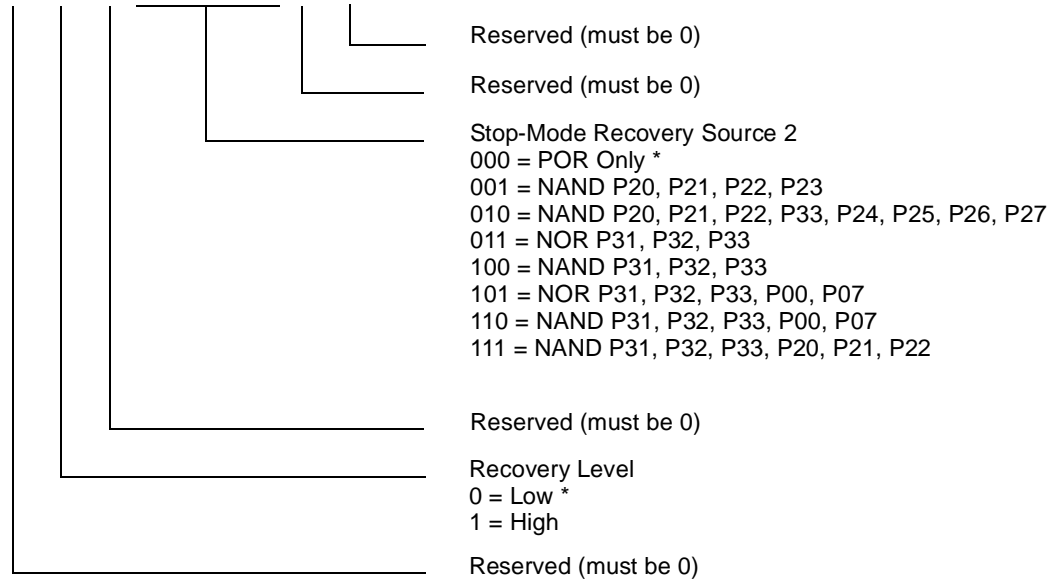 Reserved (must be 0)
Reserved (must be 0)
Stop-Mode Recovery Source 2
000 = POR Only *
001 = NAND P20, P21, P22, P23
010 = NAND P20, P21, P22, P33, P24, P25, P26, P27
011 = NOR P31, P32, P33
100 = NAND P31, P32, P33
101 = NOR P31, P32, P33, P00, P07
110 = NAND P31, P32, P33, P00, P07
111 = NAND P31, P32, P33, P20, P21, P22
Reserved (must be 0)
Recovery Level
0 = Low *
1 = High
Reserved (must be 0)